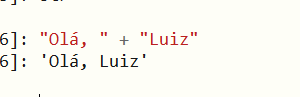 6]: "Olá, " + "Luiz"
6]: 'Olá, Luiz'